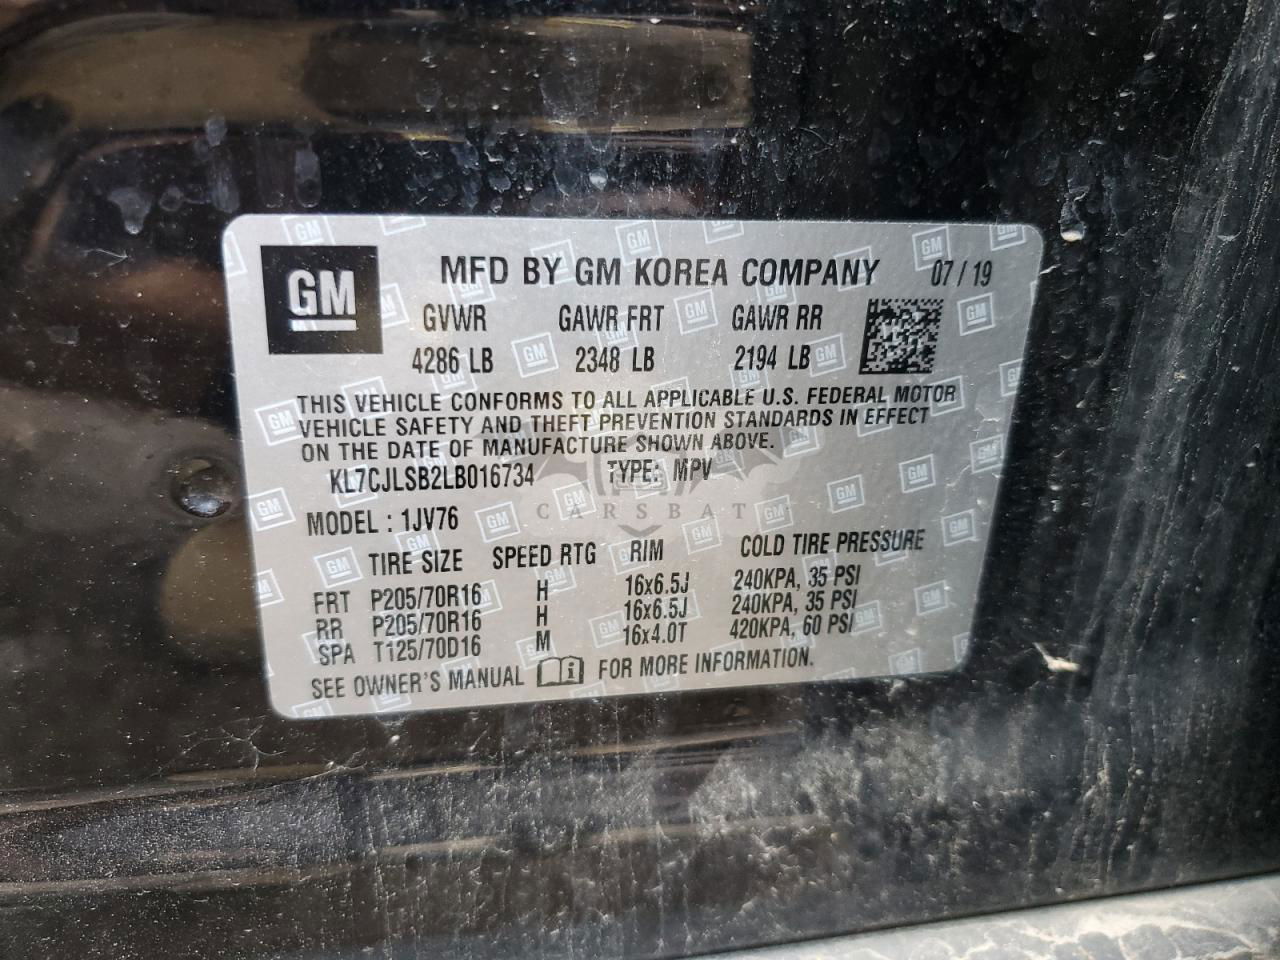 GM MFD BY GM KOREA COMPANY 07 / 19
GVWR GAWR FRT GAWR RR
4286 LB 2348 LB 2194 LB
THIS VEHICLE CONFORMS TO ALL APPLICABLE U.S. FEDERAL MOTOR
VEHICLE SAFETY AND THEFT PREVENTION STANDARDS IN EFFECT
ON THE DATE OF MANUFACTURE SHOWN ABOVE.
KL7CJLSB2LB016734 TYPE: MPV
CARSBAT
MODEL : 1JV76
TIRE SIZE SPEED RTG RIM COLD TIRE PRESSURE
FRT P205/70R16 H 16x6.5J 240KPA, 35 PSI
RR P205/70R16 H 16x6.5J 240KPA, 35 PSI
SPA T125/70D16 M 16x4.0T 420KPA, 60 PSI
SEE OWNER'S MANUAL FOR MORE INFORMATION.